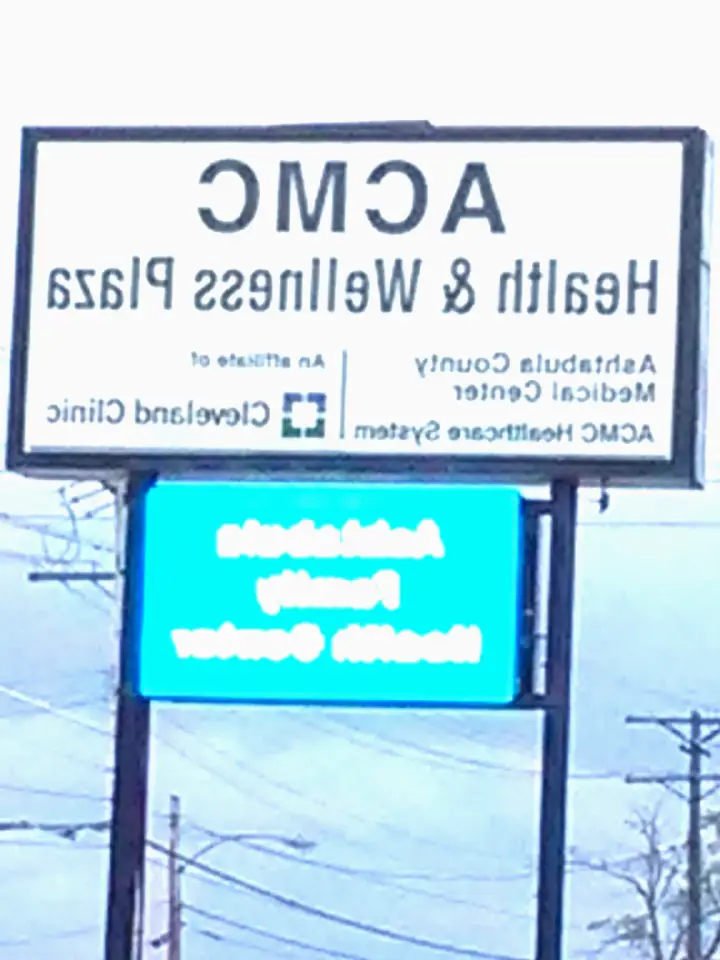 ACMC
Health & Wellness Plaza
Ashtabula County
Medical Center
ACMC Healthcare System
An affiliate of
Cleveland Clinic
Ashtabula
Family
Health Center